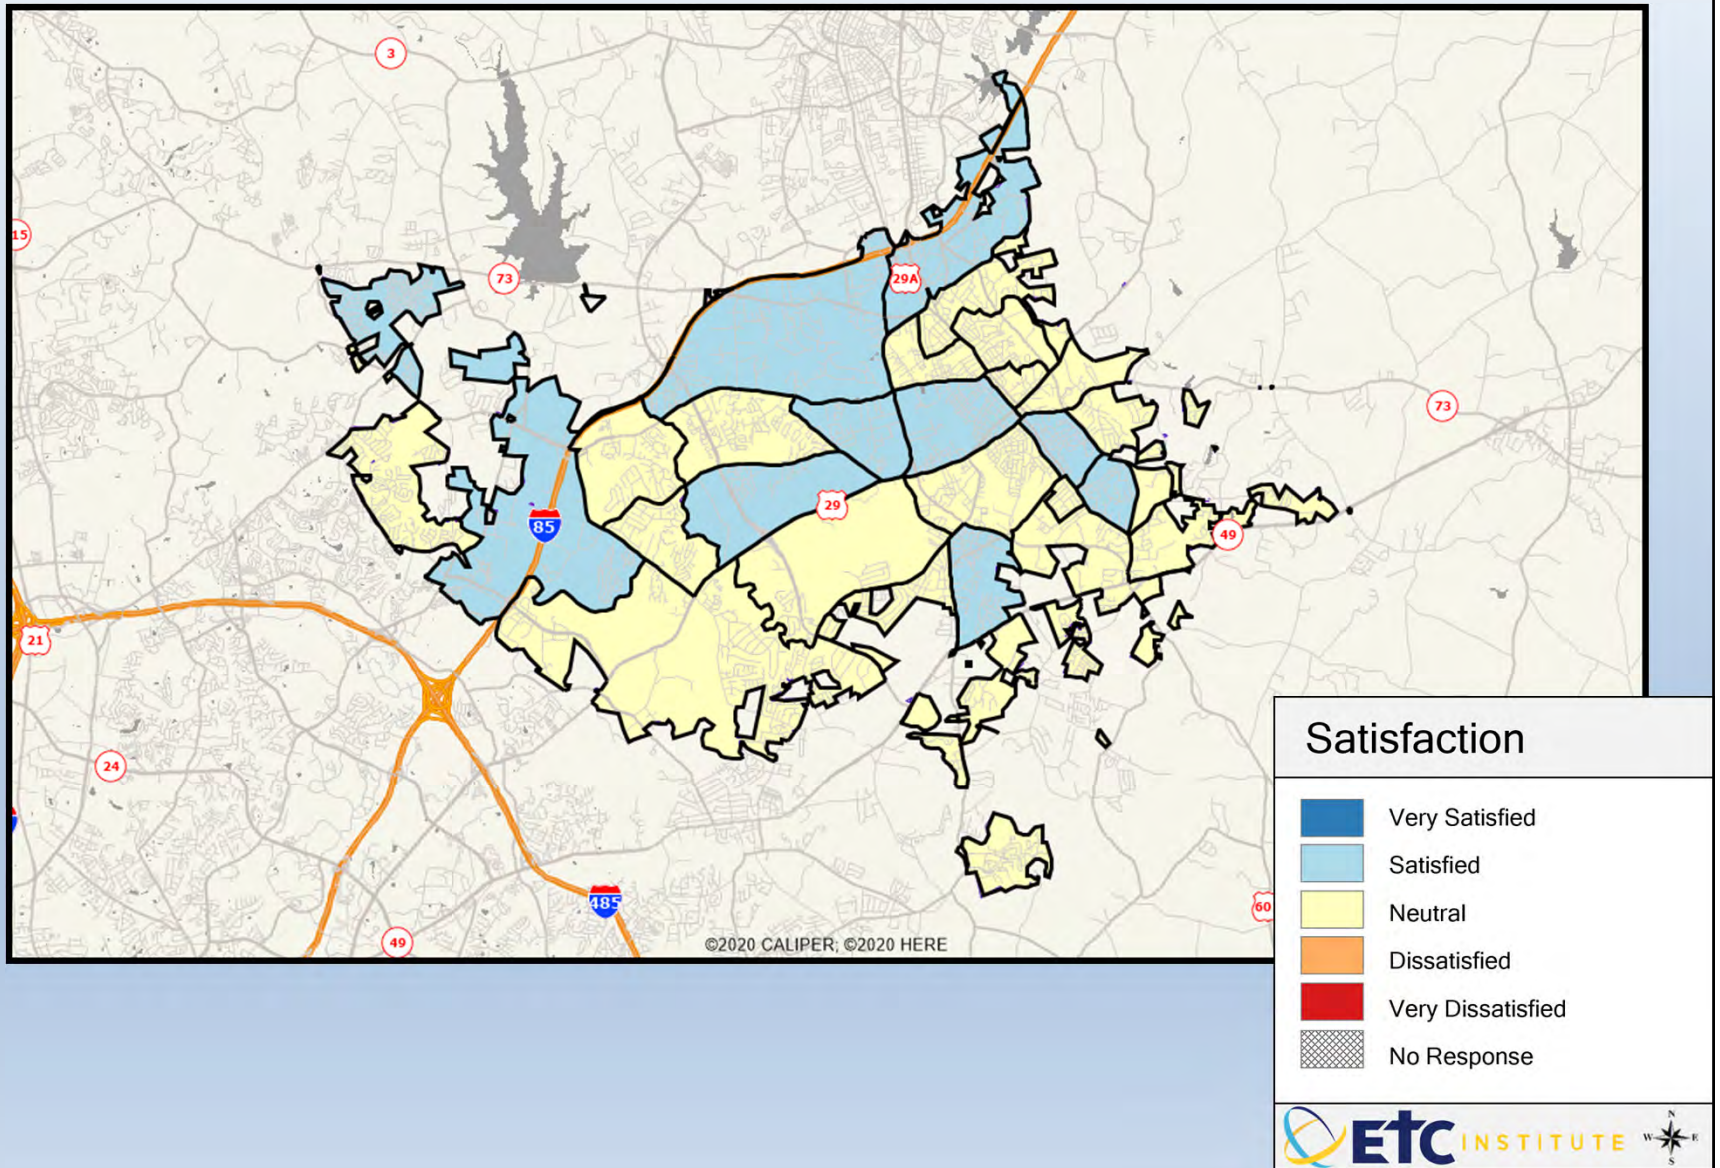 3
15
73
29A
73
29
85
49
21
24
485
60
49
©2020 CALIPER; ©2020 HERE
Satisfaction
Very Satisfied
Satisfied
Neutral
Dissatisfied
Very Dissatisfied
No Response
ETC INSTITUTE
N
W E
S